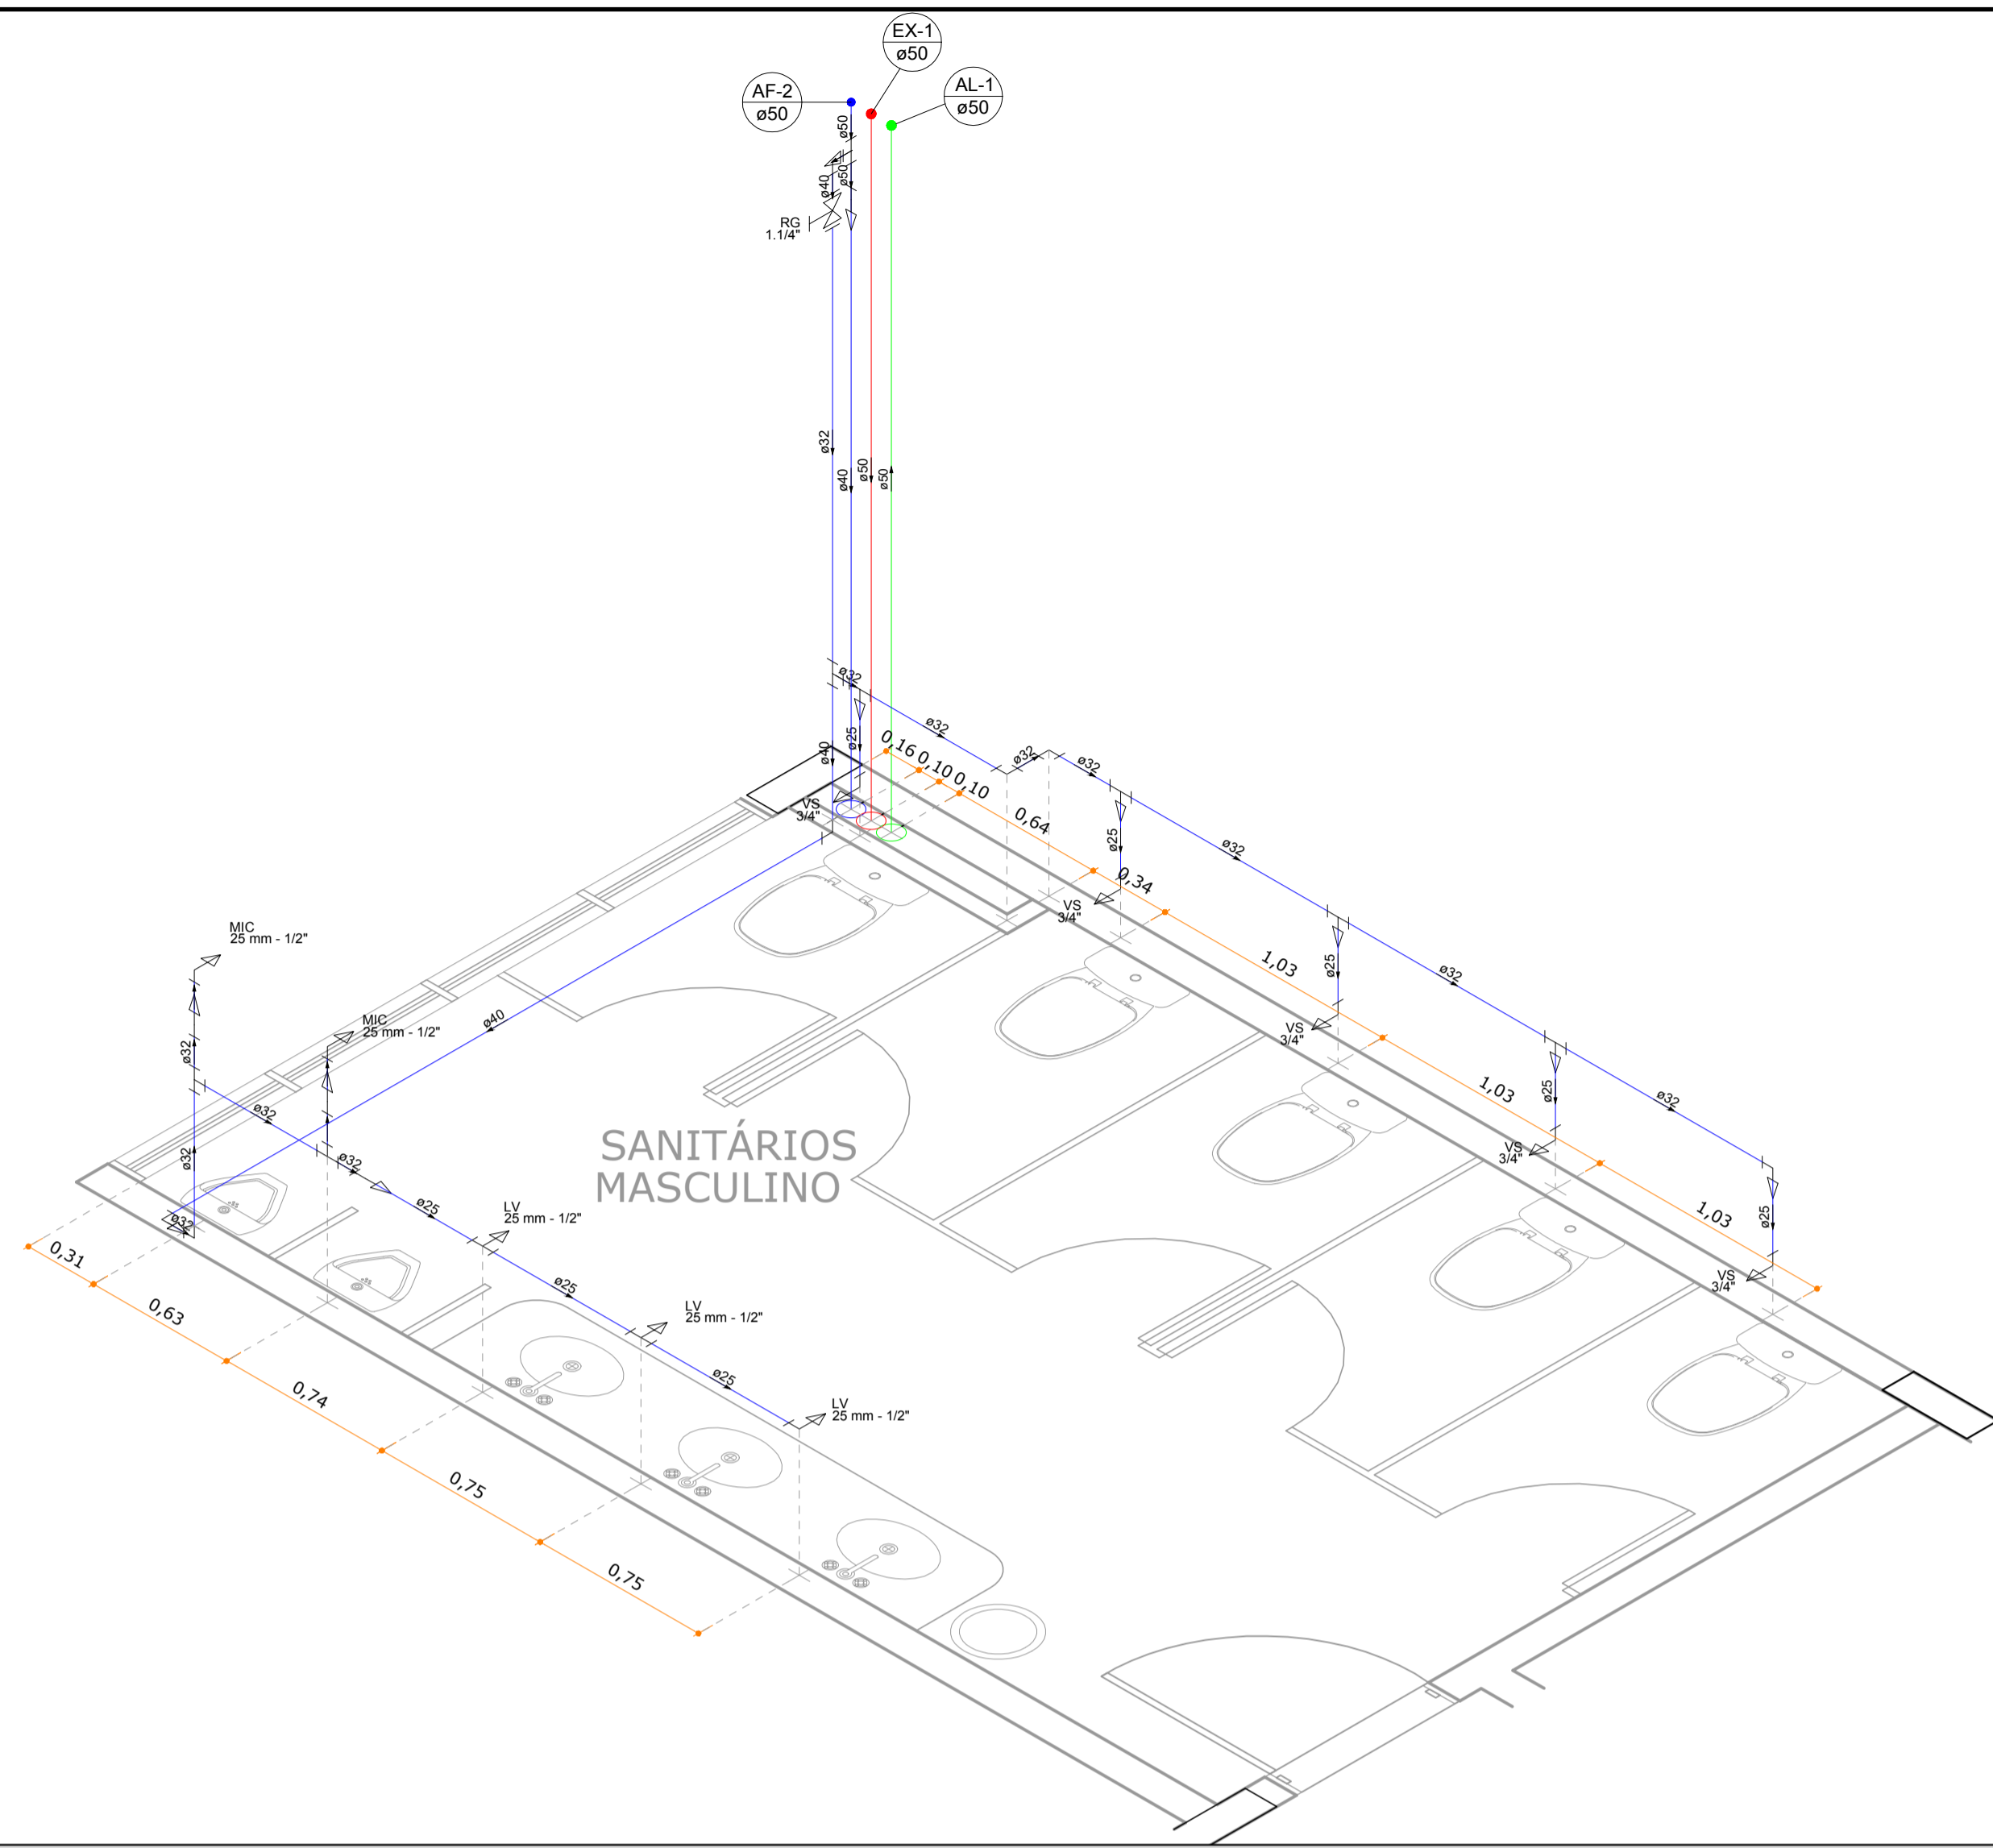 EX-1
ø50
AF-2
ø50
AL-1
ø50
ø50
ø50
ø40
RG
1.1/4"
ø32
ø40
ø50
ø50
ø32
ø32
ø25
ø40
ø32
ø32
0,16
0,10
0,10
0,64
0,34
1,03
1,03
1,03
VS
3/4"
ø25
ø32
VS
3/4"
ø25
ø32
VS
3/4"
ø25
ø32
VS
3/4"
ø25
VS
3/4"
MIC
25 mm - 1/2"
MIC
25 mm - 1/2"
ø40
ø32
ø32
ø32
ø32
ø32
ø25
SANITÁRIOS
MASCULINO
LV
25 mm - 1/2"
ø25
LV
25 mm - 1/2"
ø25
LV
25 mm - 1/2"
0,31
0,63
0,74
0,75
0,75